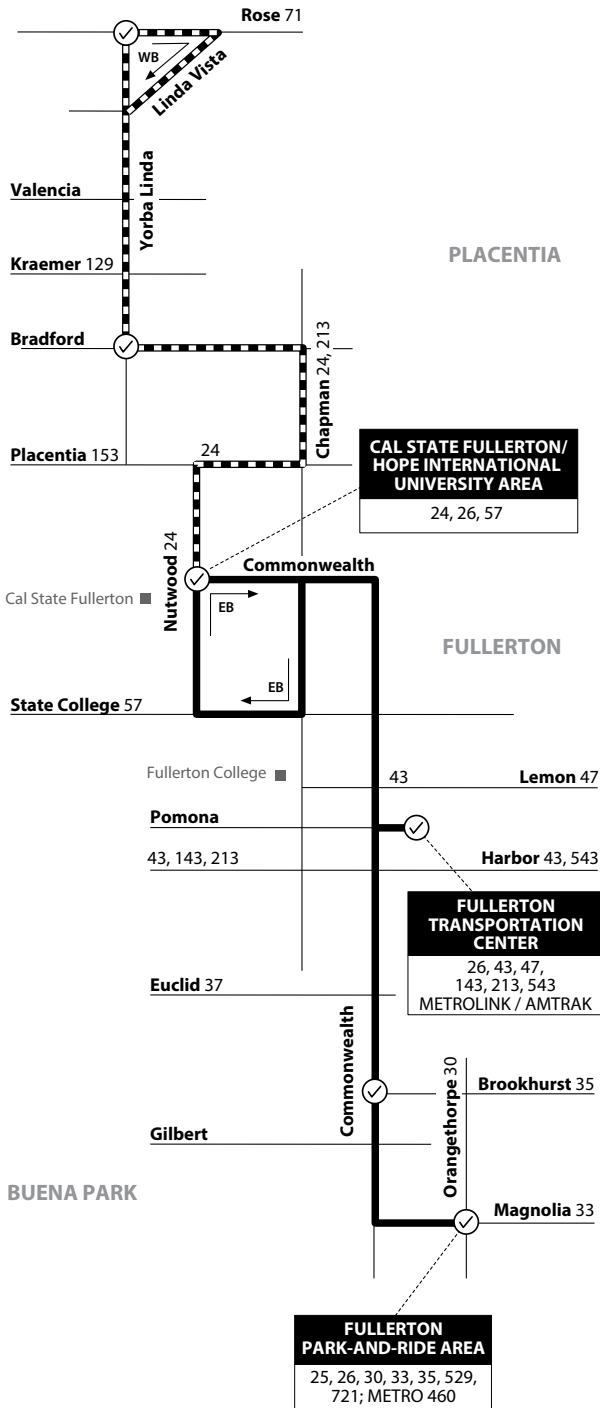 Rose 71
WB
Linda Vista
Yorba Linda
Valencia
Kraemer 129
PLACENTIA
Bradford
Chapman 24, 213
Placentia 153
24
CAL STATE FULLERTON/
HOPE INTERNATIONAL
UNIVERSITY AREA
24, 26, 57
Nutwood 24
Commonwealth
Cal State Fullerton
EB
FULLERTON
EB
State College 57
Fullerton College
43
Lemon 47
Pomona
43, 143, 213
Harbor 43, 543
FULLERTON
TRANSPORTATION
CENTER
26, 43, 47,
143, 213, 543
METROLINK / AMTRAK
Euclid 37
Commonwealth
Orangethorpe 30
Brookhurst 35
Gilbert
BUENA PARK
Magnolia 33
FULLERTON
PARK-AND-RIDE AREA
25, 26, 30, 33, 35, 529,
721; METRO 460